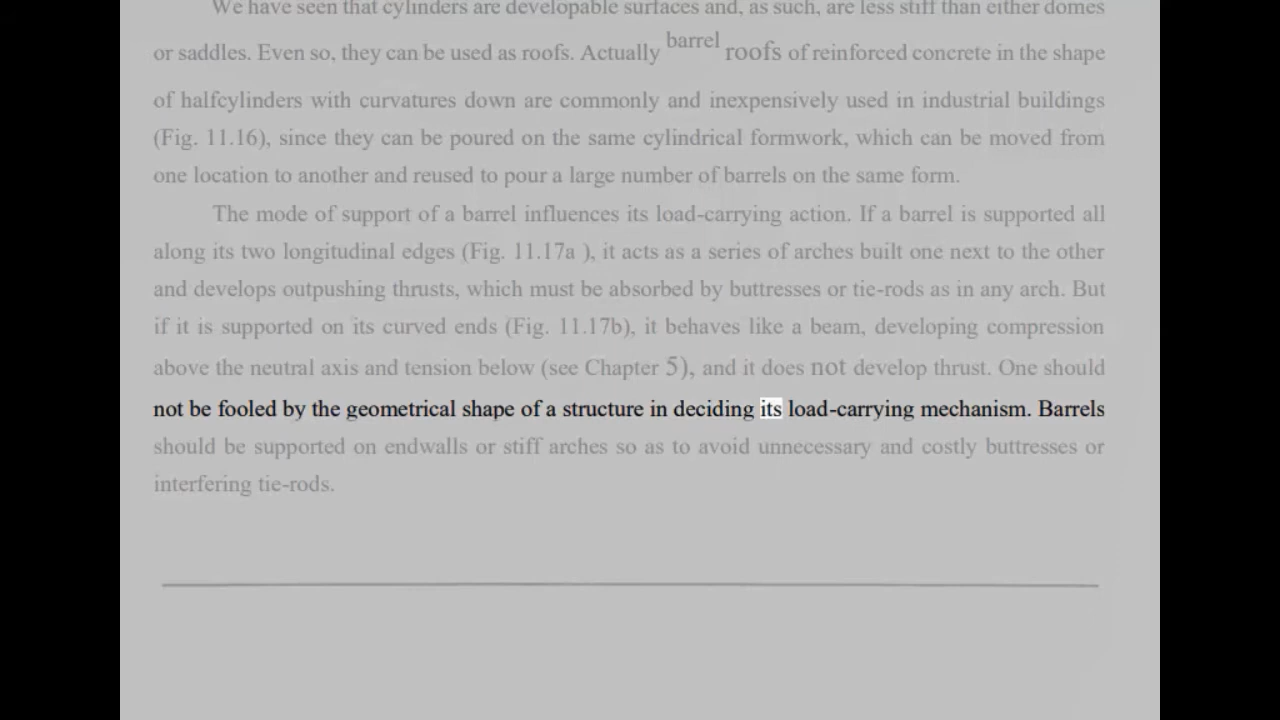 We have seen that cylinders are developable surfaces and, as such, are less stiff than either domes
or saddles. Even so, they can be used as roofs. Actually barrel roofs of reinforced concrete in the shape
of halfcylinders with curvatures down are commonly and inexpensively used in industrial buildings
(Fig. 11.16), since they can be poured on the same cylindrical formwork, which can be moved from
one location to another and reused to pour a large number of barrels on the same form.
The mode of support of a barrel influences its load-carrying action. If a barrel is supported all
along its two longitudinal edges (Fig. 11.17a ), it acts as a series of arches built one next to the other
and develops outpushing thrusts, which must be absorbed by buttresses or tie-rods as in any arch. But
if it is supported on its curved ends (Fig. 11.17b), it behaves like a beam, developing compression
above the neutral axis and tension below (see Chapter 5), and it does not develop thrust. One should
not be fooled by the geometrical shape of a structure in deciding its load-carrying mechanism. Barrels
should be supported on endwalls or stiff arches so as to avoid unnecessary and costly buttresses or
interfering tie-rods.